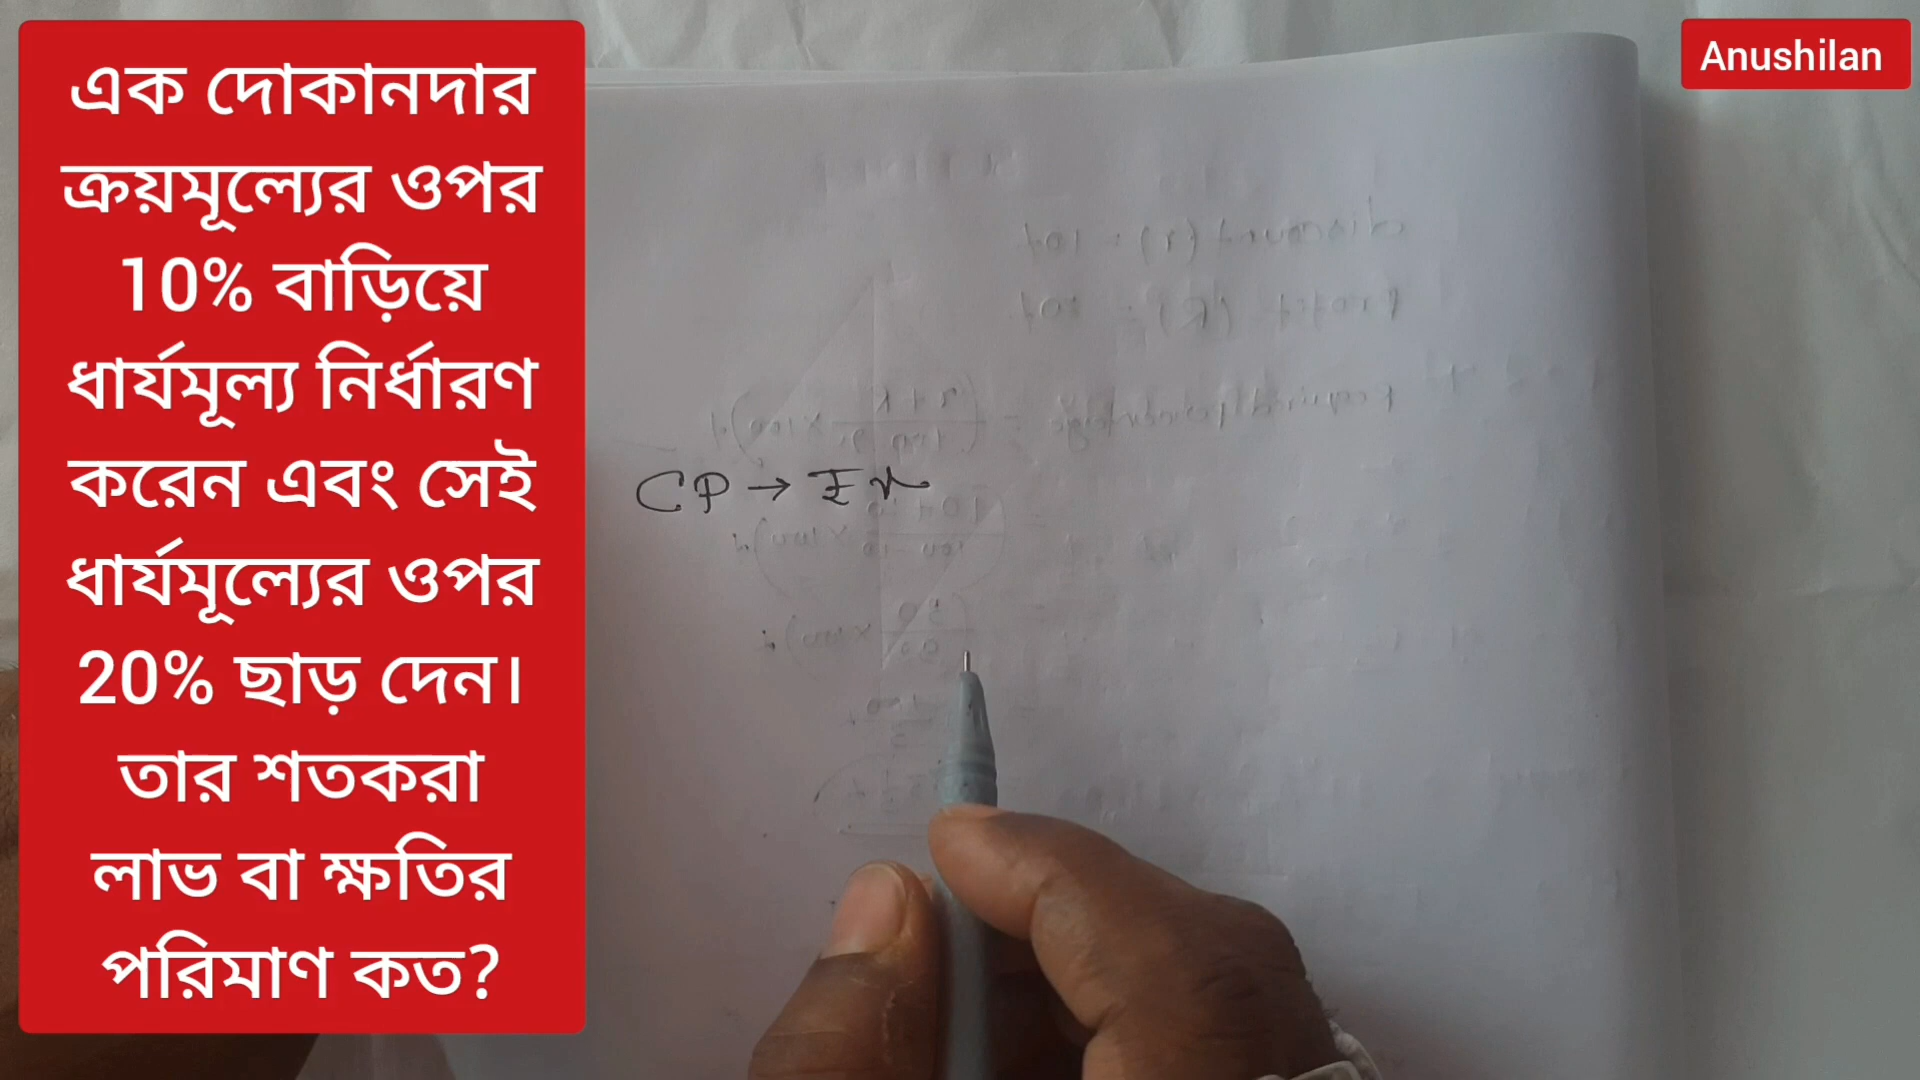 এক দোকানদার
ক্রয়মূল্যের ওপর
10% বাড়িয়ে
ধার্যমূল্য নির্ধারণ
করেন এবং সেই
ধার্যমূল্যের ওপর
20% ছাড় দেন।
তার শতকরা
লাভ বা ক্ষতির
পরিমাণ কত?
Anushilan
CP → ₹ x